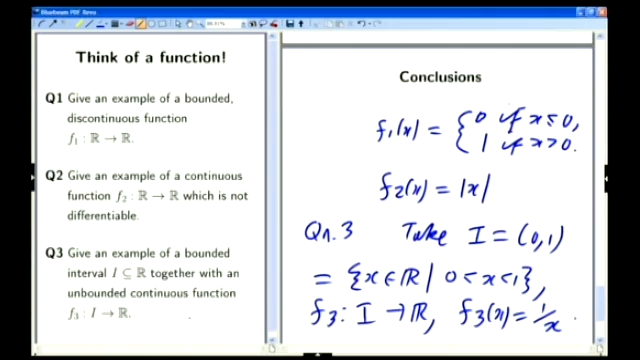 Bluebeam PDF Revu
Think of a function!
Q1 Give an example of a bounded,
discontinuous function
f₁ : ℝ → ℝ.
Q2 Give an example of a continuous
function f₂ : ℝ → ℝ which is not
differentiable.
Q3 Give an example of a bounded
interval I ⊆ ℝ together with an
unbounded continuous function
f₃ : I → ℝ.
Conclusions
f₁(x) = { 0 if x ≤ 0,
1 if x > 0.
f₂(x) = |x|
Qn. 3 Take I = (0,1)
= {x ∈ ℝ | 0 < x < 1},
f₃ : I → ℝ, f₃(x) = 1/x.